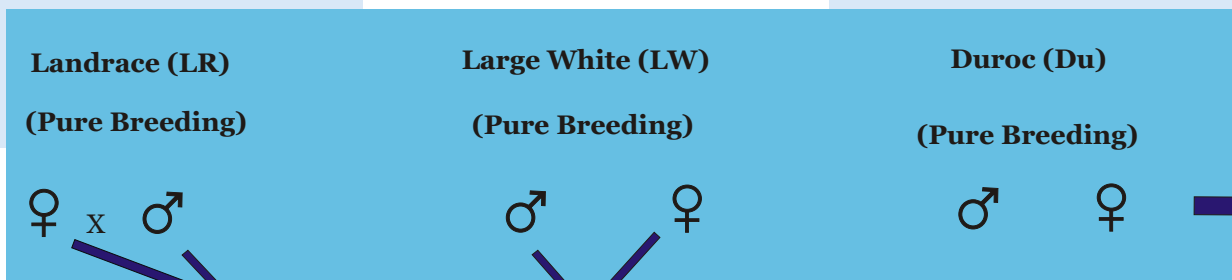 Landrace (LR)
(Pure Breeding)
Large White (LW)
(Pure Breeding)
Duroc (Du)
(Pure Breeding)
♀ x ♂
♂ ♀
♂ ♀